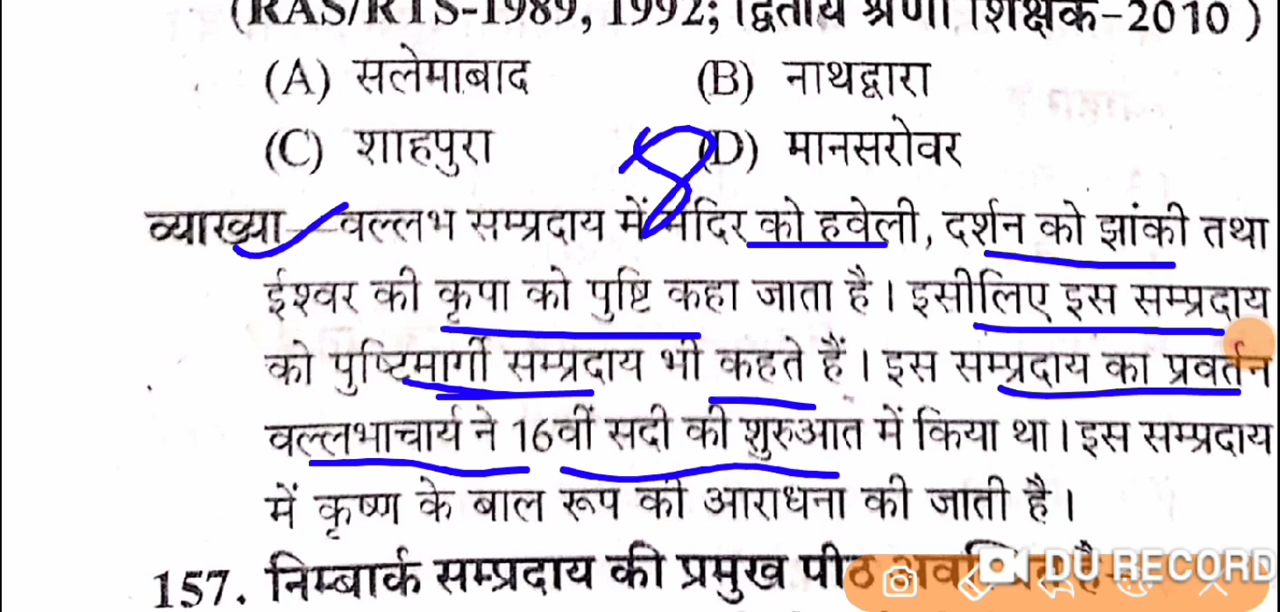 (RAS/RTS-1989, 1992; द्वितीय श्रेणी शिक्षक-2010)
(A) सलेमाबाद (B) नाथद्वारा
(C) शाहपुरा (D) मानसरोवर
व्याख्या—वल्लभ सम्प्रदाय में मंदिर को हवेली, दर्शन को झांकी तथा
ईश्वर की कृपा को पुष्टि कहा जाता है। इसीलिए इस सम्प्रदाय
को पुष्टिमार्गी सम्प्रदाय भी कहते हैं। इस सम्प्रदाय का प्रवर्तन
वल्लभाचार्य ने 16वीं सदी की शुरुआत में किया था। इस सम्प्रदाय
में कृष्ण के बाल रूप की आराधना की जाती है।
157. निम्बार्क सम्प्रदाय की प्रमुख पीठ है-
DU RECORD